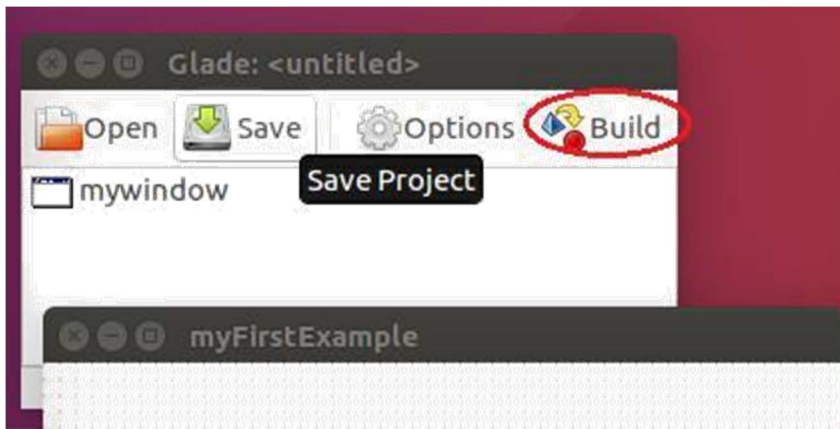 Glade: <untitled>
Open Save Options Build
mywindow
Save Project
myFirstExample